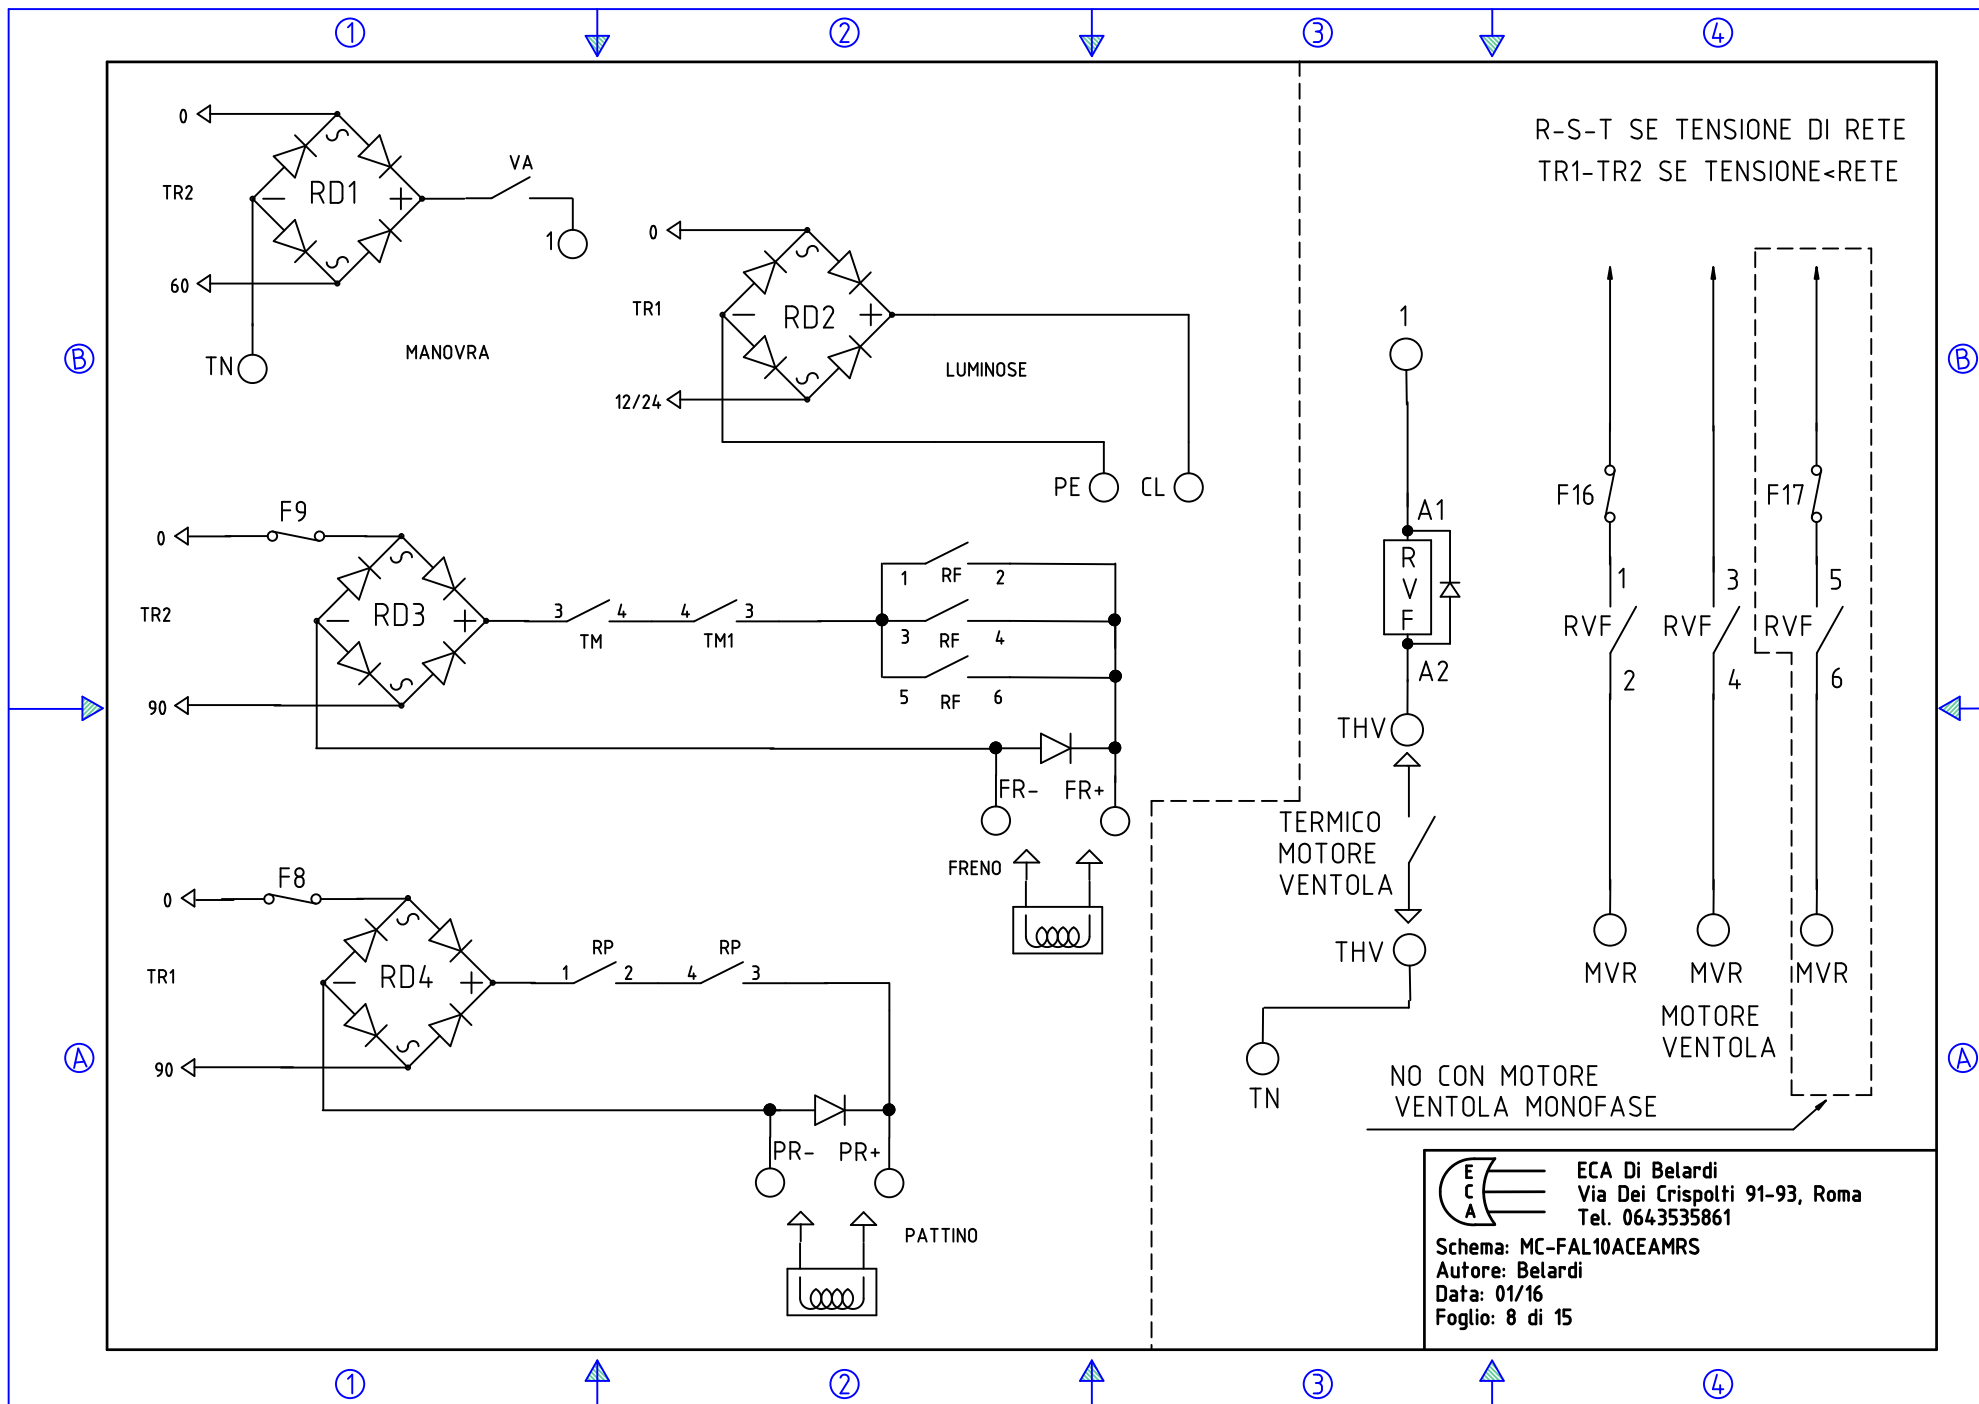 1
2
3
4
0
TR2
RD1
S
S
−
+
VA
1
60
TN
MANOVRA
0
TR1
RD2
S
S
−
+
12/24
LUMINOSE
PE
CL
R-S-T SE TENSIONE DI RETE
TR1-TR2 SE TENSIONE<RETE
B
B
F9
0
TR2
RD3
S
S
−
+
90
3
4
TM
4
3
TM1
1
RF
2
3
RF
4
5
RF
6
FR-
FR+
FRENO
F8
0
TR1
RD4
S
S
−
+
90
RP
1
2
RP
4
3
PR-
PR+
PATTINO
1
A1
R
V
F
A2
THV
TERMICO
MOTORE
VENTOLA
THV
TN
F16
F17
1
3
5
RVF
RVF
RVF
2
4
6
MVR
MVR
MVR
MOTORE
VENTOLA
NO CON MOTORE
VENTOLA MONOFASE
A
A
E
C
A
ECA Di Belardi
Via Dei Crispolti 91-93, Roma
Tel. 0643535861
Schema: MC-FAL10ACEAMRS
Autore: Belardi
Data: 01/16
Foglio: 8 di 15
1
2
3
4